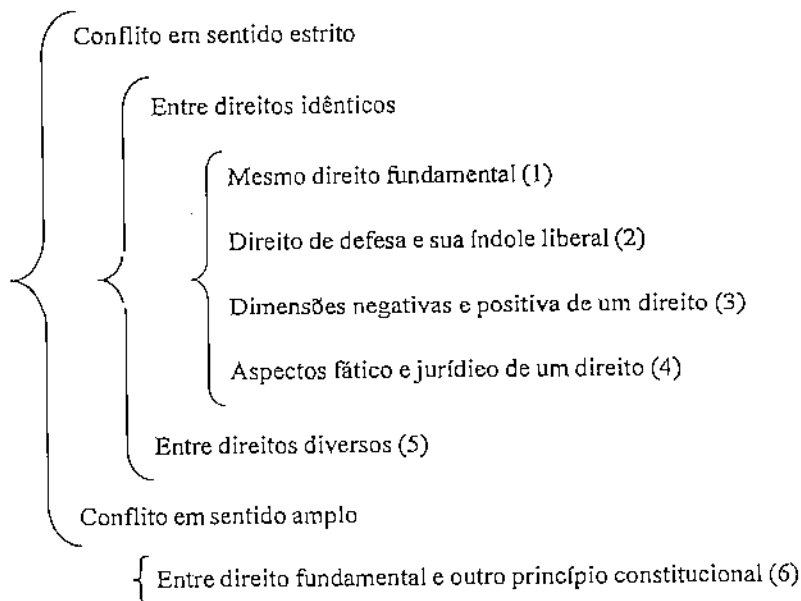 Conflito em sentido estrito
Entre direitos idênticos
Mesmo direito fundamental (1)
Direito de defesa e sua índole liberal (2)
Dimensões negativas e positiva de um direito (3)
Aspectos fático e jurídico de um direito (4)
Entre direitos diversos (5)
Conflito em sentido amplo
Entre direito fundamental e outro princípio constitucional (6)